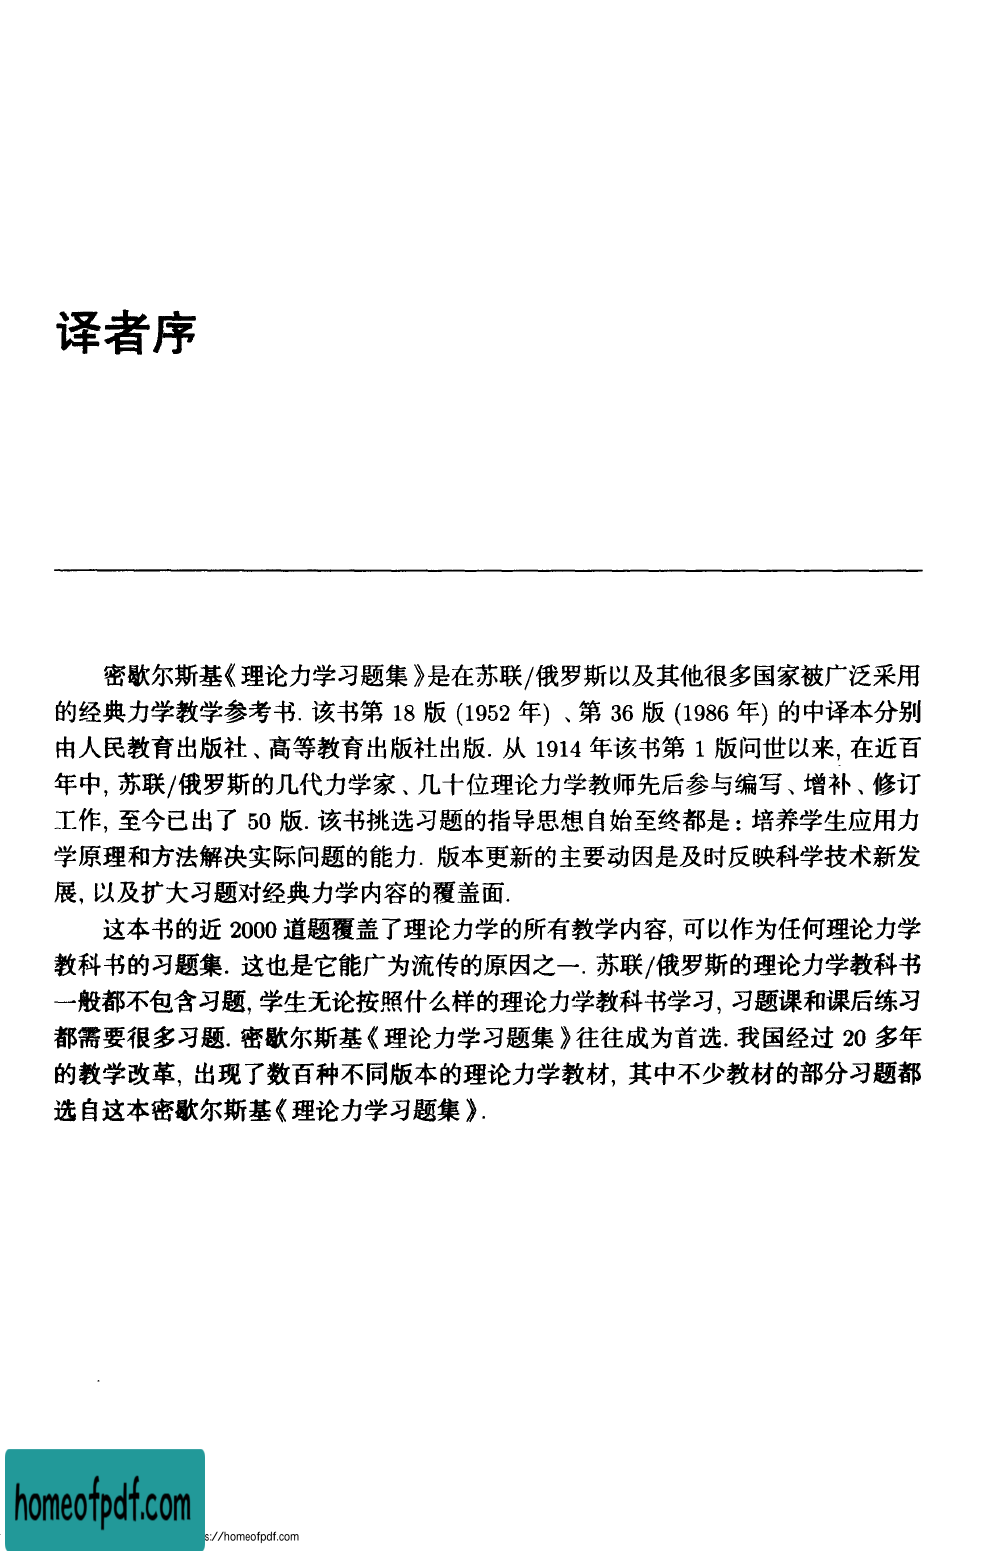 译者序
密歇尔斯基《理论力学习题集》是在苏联/俄罗斯以及其他很多国家被广泛采用
的经典力学教学参考书. 该书第 18 版 (1952 年) 、第 36 版 (1986 年) 的中译本分别
由人民教育出版社、高等教育出版社出版. 从 1914 年该书第 1 版问世以来, 在近百
年中, 苏联/俄罗斯的几代力学家、几十位理论力学教师先后参与编写、增补、修订
工作, 至今已出了 50 版. 该书挑选习题的指导思想自始至终都是: 培养学生应用力
学原理和方法解决实际问题的能力. 版本更新的主要动因是及时反映科学技术新发
展, 以及扩大习题对经典力学内容的覆盖面.
这本书的近 2000 道题覆盖了理论力学的所有教学内容, 可以作为任何理论力学
教科书的习题集. 这也是它能广为流传的原因之一. 苏联/俄罗斯的理论力学教科书
一般都不包含习题, 学生无论按照什么样的理论力学教科书学习, 习题课和课后练习
都需要很多习题. 密歇尔斯基《理论力学习题集》往往成为首选. 我国经过 20 多年
的教学改革, 出现了数百种不同版本的理论力学教材, 其中不少教材的部分习题都
选自这本密歇尔斯基《理论力学习题集》.
homeofpdf.com
s://homeofpdf.com